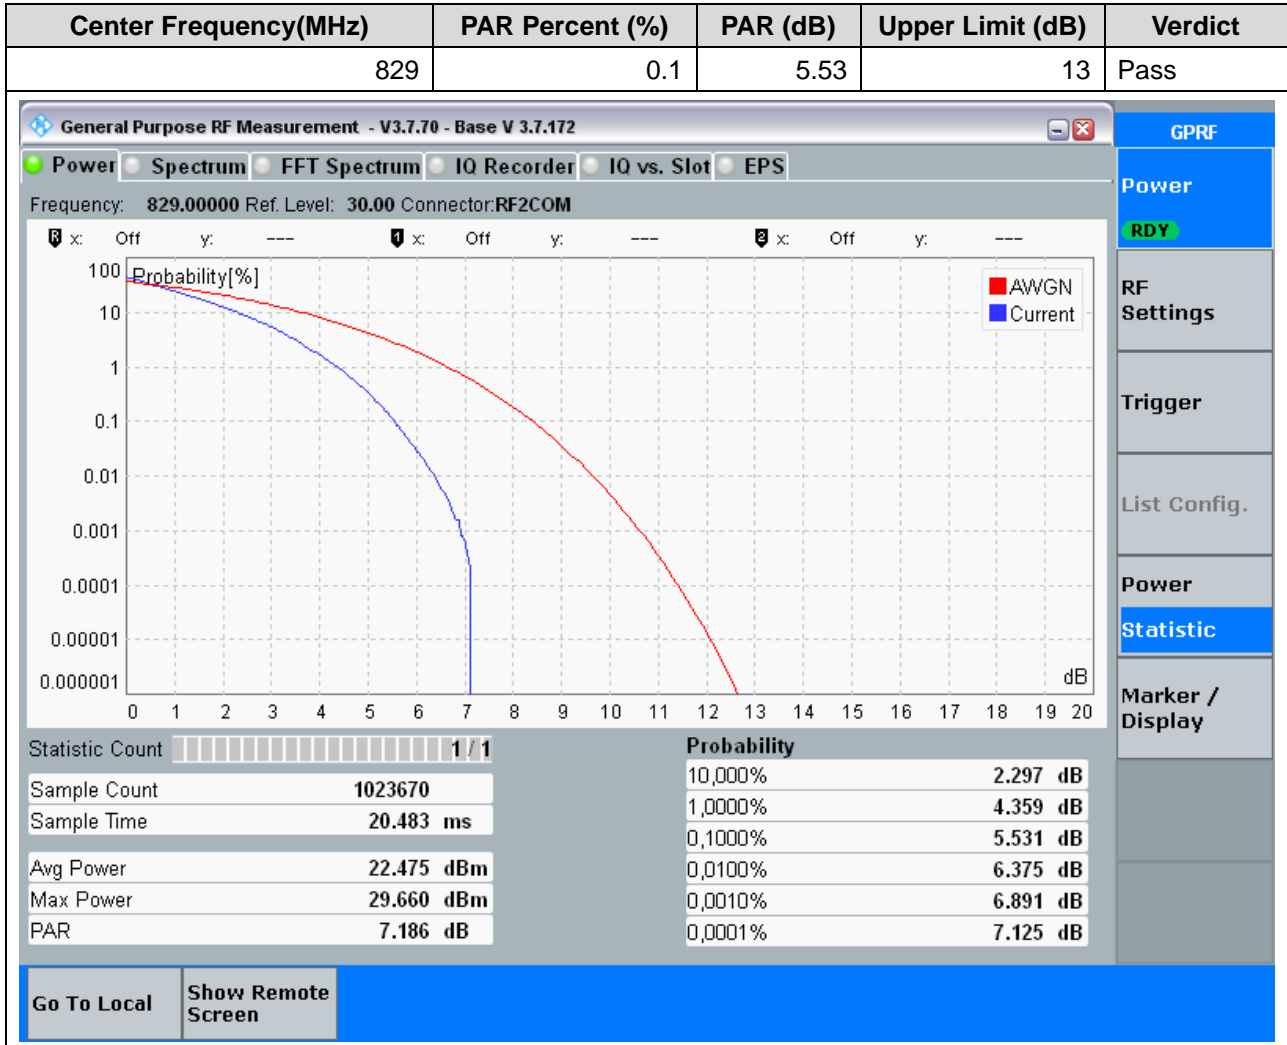 Center Frequency(MHz) PAR Percent (%) PAR (dB) Upper Limit (dB) Verdict
829 0.1 5.53 13 Pass
General Purpose RF Measurement - V3.7.70 - Base V 3.7.172
GPRF
Power Spectrum FFT Spectrum IQ Recorder IQ vs. Slot EPS
Frequency: 829.00000 Ref. Level: 30.00 Connector:RF2COM
R x: Off y: --- 1 x: Off y: --- 2 x: Off y: ---
Probability[%]
AWGN
Current
100
10
1
0.1
0.01
0.001
0.0001
0.00001
0.000001
dB
0 1 2 3 4 5 6 7 8 9 10 11 12 13 14 15 16 17 18 19 20
Statistic Count 1 / 1
Sample Count 1023670
Sample Time 20.483 ms
Avg Power 22.475 dBm
Max Power 29.660 dBm
PAR 7.186 dB
Probability
10,000% 2.297 dB
1,0000% 4.359 dB
0,1000% 5.531 dB
0,0100% 6.375 dB
0,0010% 6.891 dB
0,0001% 7.125 dB
Power
RDY
RF
Settings
Trigger
List Config.
Power
Statistic
Marker /
Display
Go To Local
Show Remote
Screen